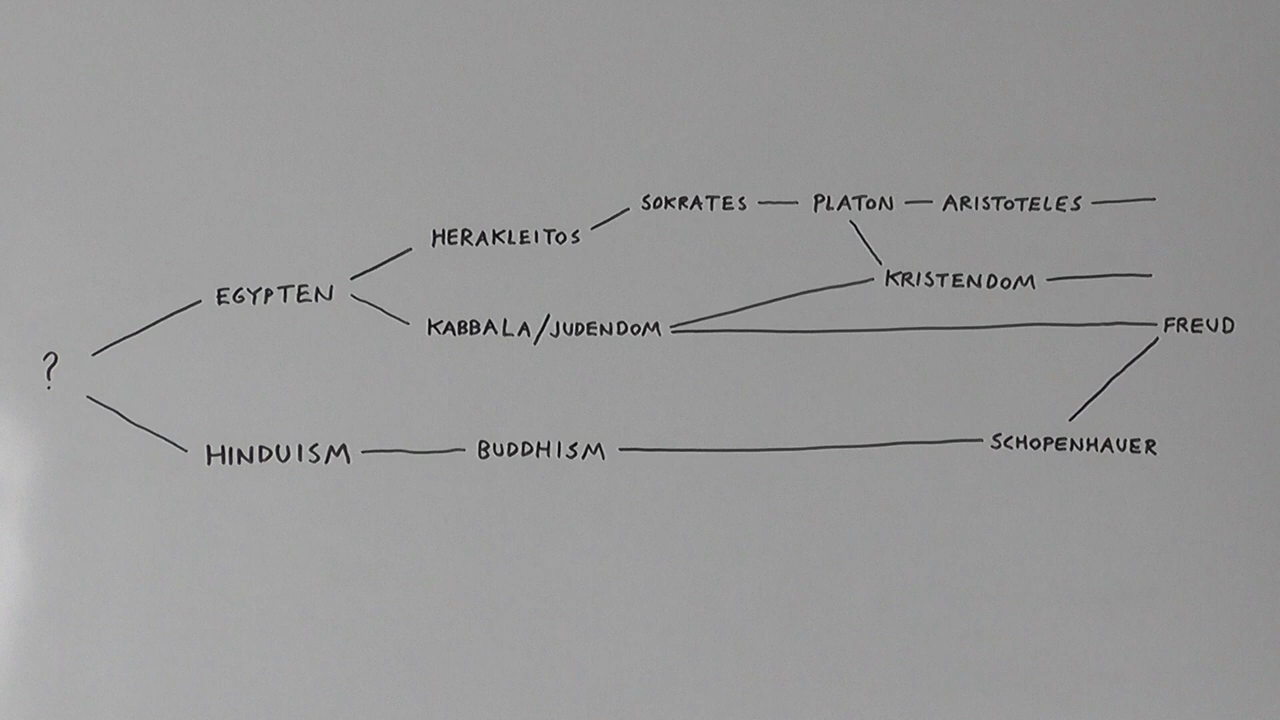 SOKRATES — PLATON — ARISTOTELES —
HERAKLEITOS
KRISTENDOM
EGYPTEN
KABBALA/JUDENDOM
FREUD
?
HINDUISM
BUDDHISM
SCHOPENHAUER